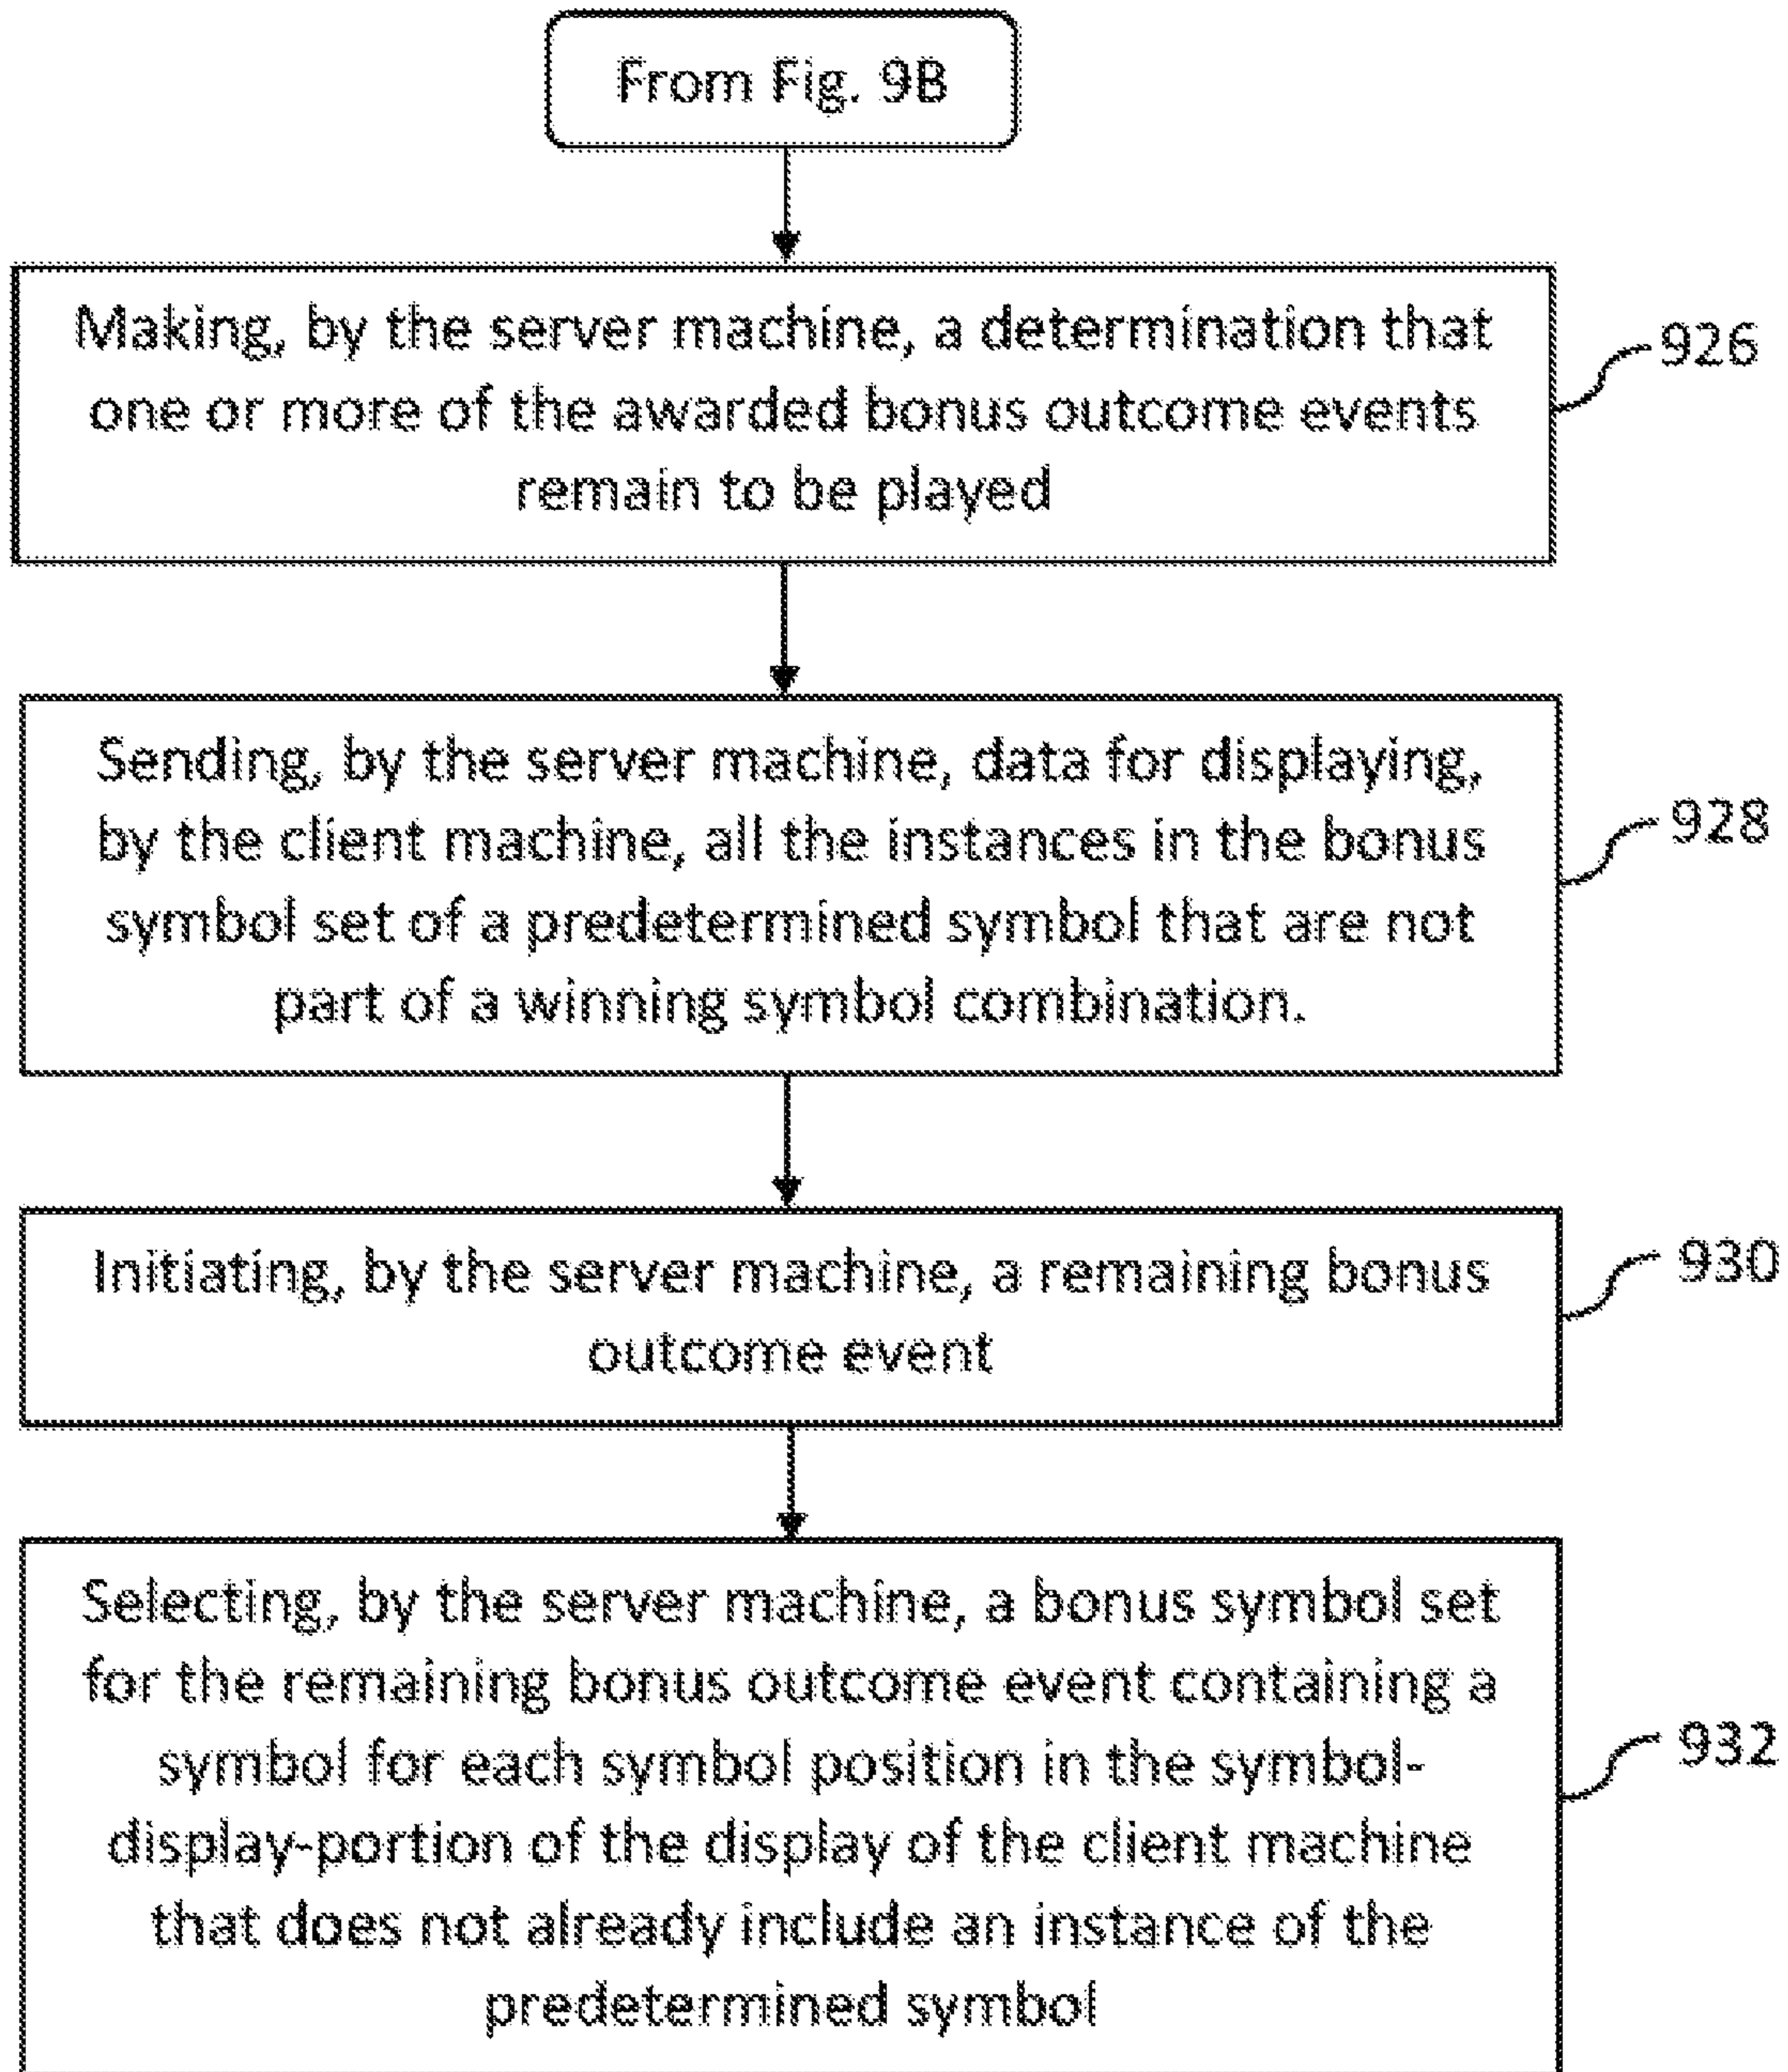 From Fig. 9B
Making, by the server machine, a determination that
one or more of the awarded bonus outcome events
remain to be played
926
Sending, by the server machine, data for displaying,
by the client machine, all the instances in the bonus
symbol set of a predetermined symbol that are not
part of a winning symbol combination.
928
Initiating, by the server machine, a remaining bonus
outcome event
930
Selecting, by the server machine, a bonus symbol set
for the remaining bonus outcome event containing a
symbol for each symbol position in the symbol-
display-portion of the display of the client machine
that does not already include an instance of the
predetermined symbol
932